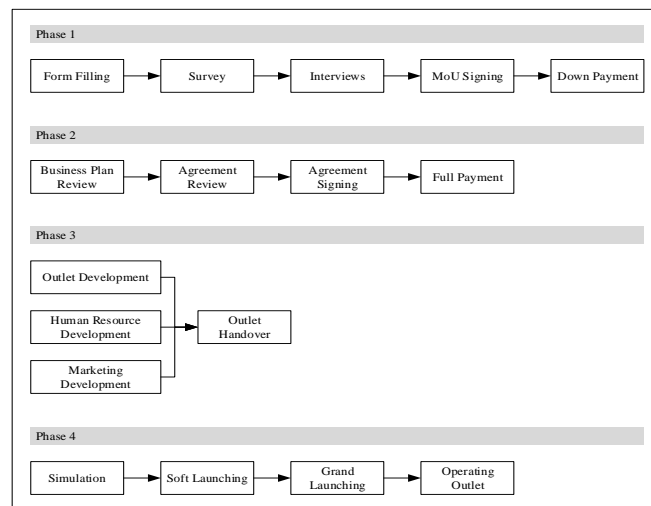 Phase 1
Form Filling
Survey
Interviews
MoU Signing
Down Payment
Phase 2
Business Plan
Review
Agreement
Review
Agreement
Signing
Full Payment
Phase 3
Outlet Development
Human Resource
Development
Marketing
Development
Outlet
Handover
Phase 4
Simulation
Soft Launching
Grand
Launching
Operating
Outlet